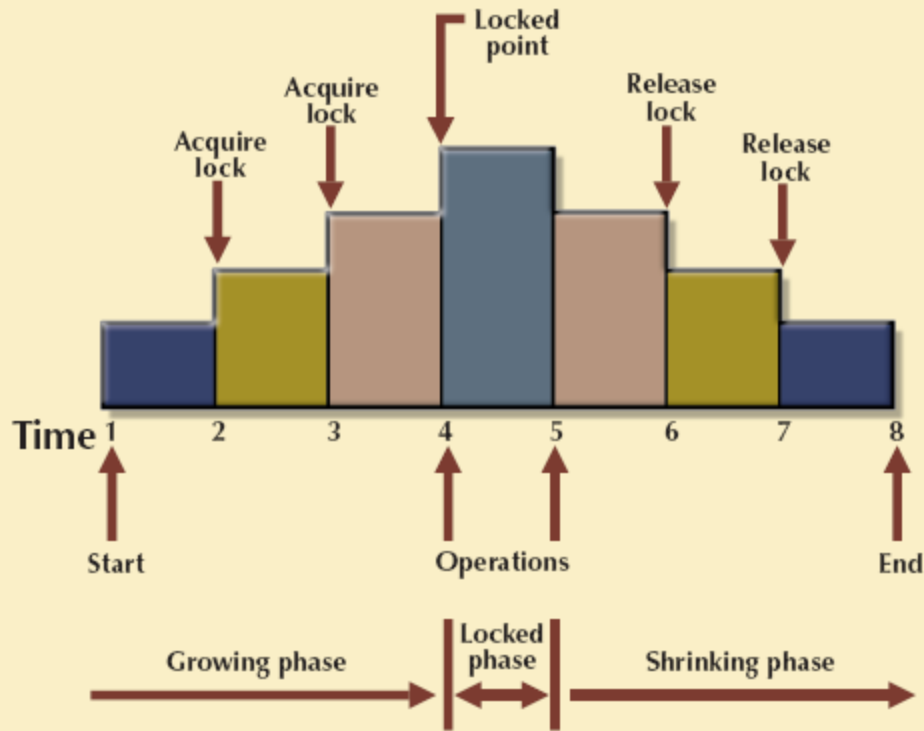 Locked
point
Acquire
lock
Release
lock
Acquire
lock
Release
lock
Time 1 2 3 4 5 6 7 8
Start
Operations
End
Growing phase
Locked
phase
Shrinking phase